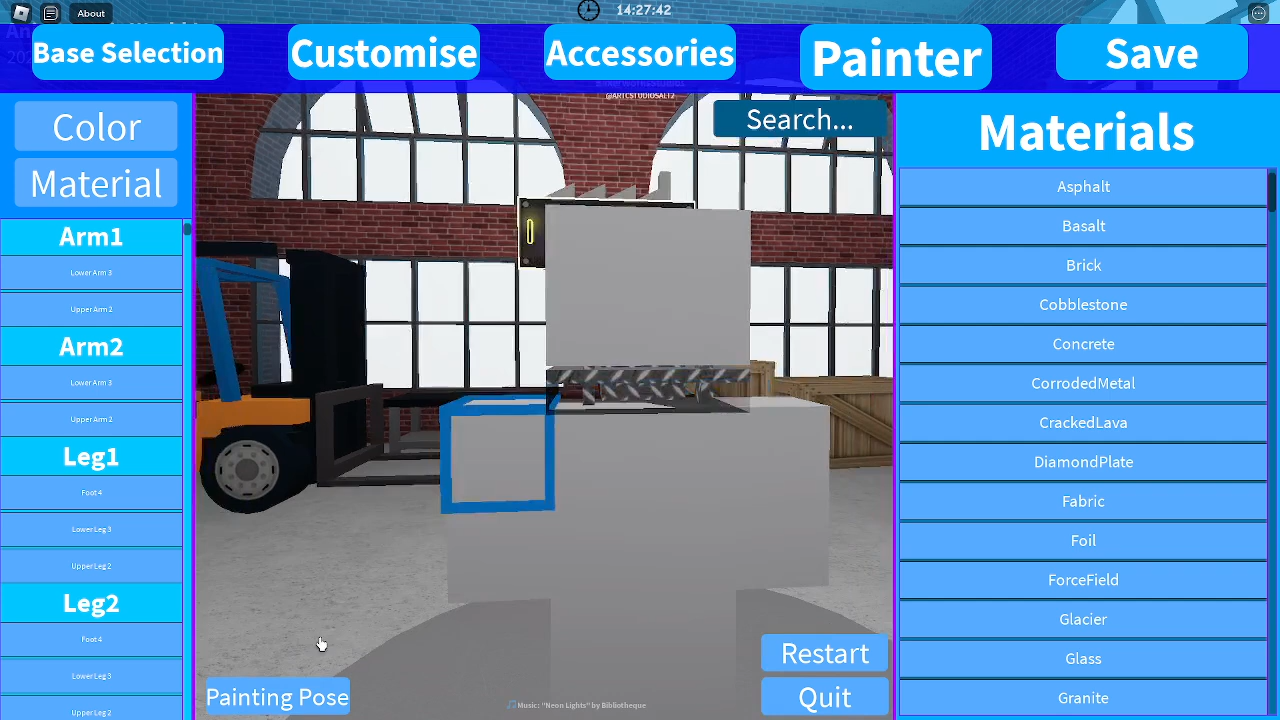 About
14:27:42
Base Selection
Customise
Accessories
Painter
Save
@ARTCSTUDIOSALT2
Color
Material
Search...
Materials
Arm1
Lower Arm 3
Upper Arm 2
Arm2
Lower Arm 3
Upper Arm 2
Leg1
Foot 4
Lower Leg 3
Upper Leg 2
Leg2
Foot 4
Lower Leg 3
Upper Leg 2
Asphalt
Basalt
Brick
Cobblestone
Concrete
CorrodedMetal
CrackedLava
DiamondPlate
Fabric
Foil
ForceField
Glacier
Glass
Granite
Restart
Painting Pose
Quit
Music: "Neon Lights" by Bibliotheque